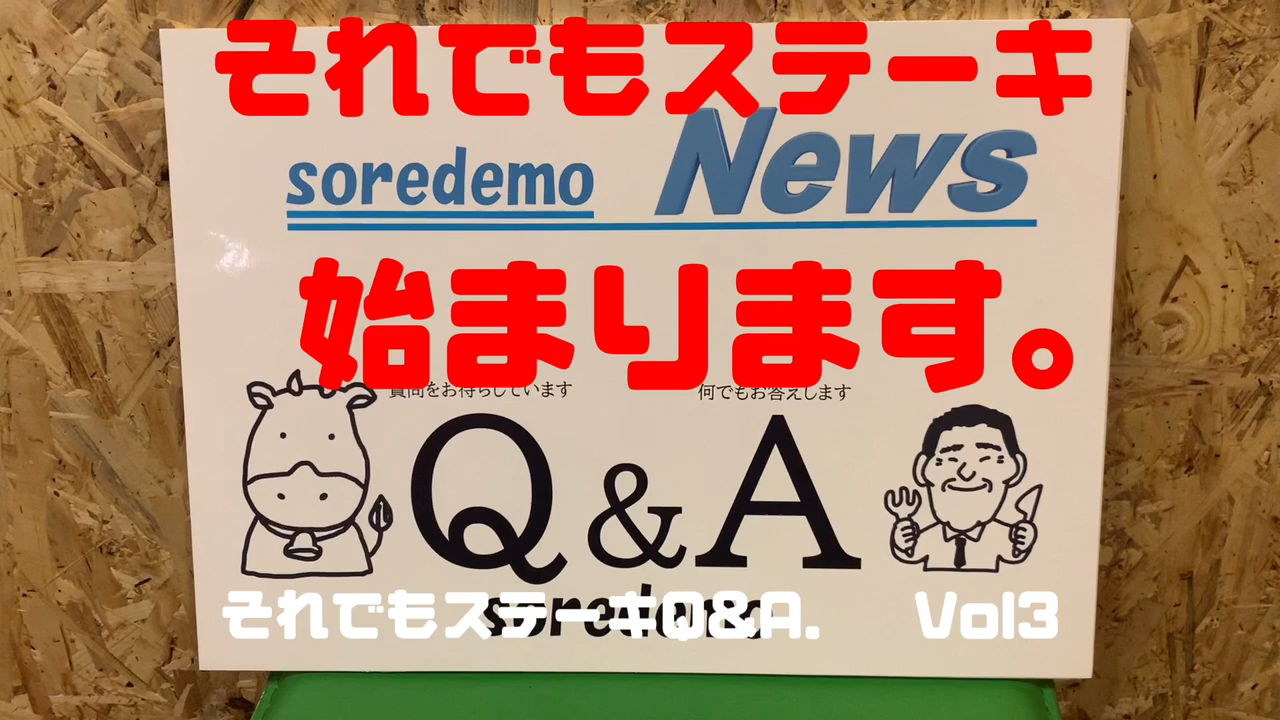 それでもステーキ
soredemo News
始まります。
質問をお待ちしています 何でもお答えします
Q & A
soredemo
それでもステーキQ&A. Vol3